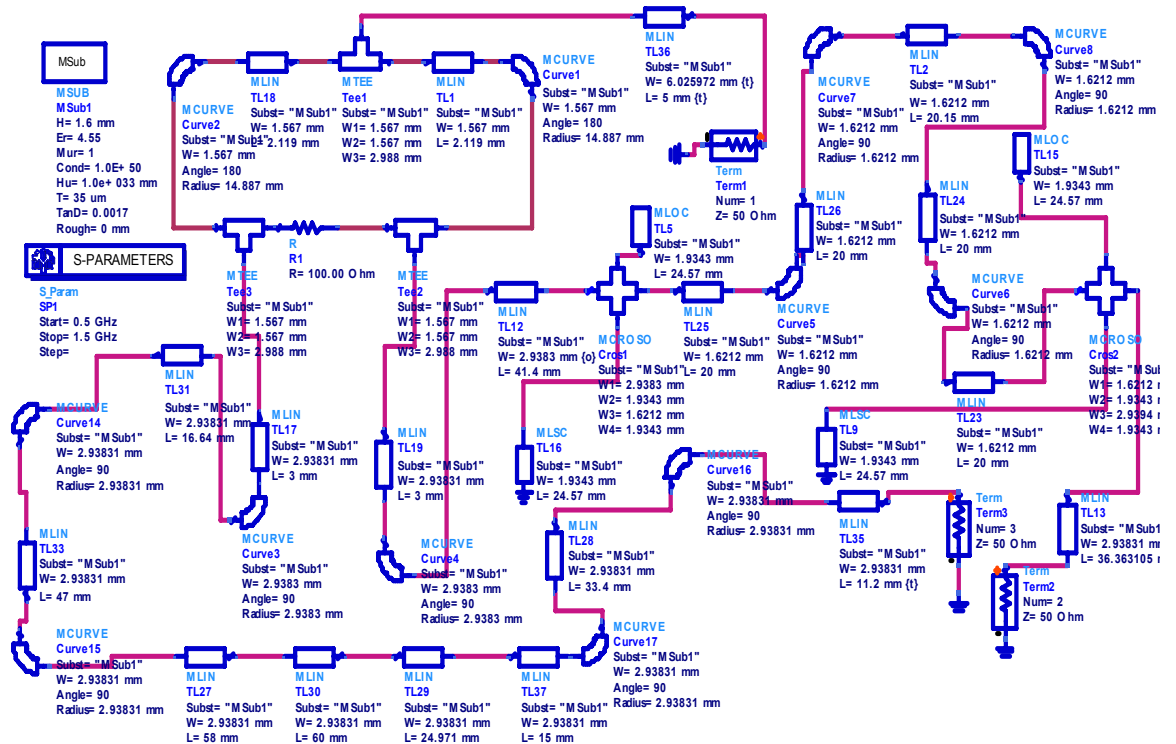 MSub
MSUB
MSub1
H= 1.6 mm
Er= 4.55
Mur= 1
Cond= 1.0E+ 50
Hu= 1.0e+ 033 mm
T= 35 um
TanD= 0.0017
Rough= 0 mm
S-PARAMETERS
S_Param
SP1
Start= 0.5 GHz
Stop= 1.5 GHz
Step=
MCURVE
Curve2
Subst= "MSub1"
W= 1.567 mm
Angle= 180
Radius= 14.887 mm
MLIN
TL18
Subst= "MSub1"
W= 1.567 mm
L= 2.119 mm
MTEE
Tee1
Subst= "MSub1"
W1= 1.567 mm
W2= 1.567 mm
W3= 2.988 mm
MLIN
TL1
Subst= "MSub1"
W= 1.567 mm
L= 2.119 mm
MCURVE
Curve1
Subst= "MSub1"
W= 1.567 mm
Angle= 180
Radius= 14.887 mm
MLIN
TL36
Subst= "MSub1"
W= 6.025972 mm {t}
L= 5 mm {t}
Term
Term1
Num= 1
Z= 50 Ohm
MCURVE
Curve7
Subst= "MSub1"
W= 1.6212 mm
Angle= 90
Radius= 1.6212 mm
MLIN
TL2
Subst= "MSub1"
W= 1.6212 mm
L= 20.15 mm
MCURVE
Curve8
Subst= "MSub1"
W= 1.6212 mm
Angle= 90
Radius= 1.6212 mm
MLOC
TL15
Subst= "MSub1"
W= 1.9343 mm
L= 24.57 mm
MLIN
TL24
Subst= "MSub1"
W= 1.6212 mm
L= 20 mm
MLIN
TL26
Subst= "MSub1"
W= 1.6212 mm
L= 20 mm
MLOC
TL5
Subst= "MSub1"
W= 1.9343 mm
L= 24.57 mm
R
R1
R= 100.00 Ohm
MTEE
Tee3
Subst= "MSub1"
W1= 1.567 mm
W2= 1.567 mm
W3= 2.988 mm
MTEE
Tee2
Subst= "MSub1"
W1= 1.567 mm
W2= 1.567 mm
W3= 2.988 mm
MLIN
TL12
Subst= "MSub1"
W= 2.9383 mm {o}
L= 41.4 mm
MCROSO
Cros1
Subst= "MSub1"
W1= 2.9383 mm
W2= 1.9343 mm
W3= 1.6212 mm
W4= 1.9343 mm
MLIN
TL25
Subst= "MSub1"
W= 1.6212 mm
L= 20 mm
MCURVE
Curve5
Subst= "MSub1"
W= 1.6212 mm
Angle= 90
Radius= 1.6212 mm
MCURVE
Curve6
Subst= "MSub1"
W= 1.6212 mm
Angle= 90
Radius= 1.6212 mm
MCROSO
Cros2
Subst= "MSub
W1= 1.6212 m
W2= 1.9343 m
W3= 2.9394 m
W4= 1.9343 m
MLIN
TL23
Subst= "MSub1"
W= 1.6212 mm
L= 20 mm
MLIN
TL31
Subst= "MSub1"
W= 2.93831 mm
L= 16.64 mm
MCURVE
Curve14
Subst= "MSub1"
W= 2.93831 mm
Angle= 90
Radius= 2.93831 mm
MLIN
TL17
Subst= "MSub1"
W= 2.93831 mm
L= 3 mm
MLIN
TL19
Subst= "MSub1"
W= 2.93831 mm
L= 3 mm
MLSC
TL16
Subst= "MSub1"
W= 1.9343 mm
L= 24.57 mm
MLSC
TL9
Subst= "MSub1"
W= 1.9343 mm
L= 24.57 mm
MCURVE
Curve16
Subst= "MSub1"
W= 2.93831 mm
Angle= 90
Radius= 2.93831 mm
MLIN
TL35
Subst= "MSub1"
W= 2.93831 mm
L= 11.2 mm {t}
Term
Term3
Num= 3
Z= 50 Ohm
MLIN
TL13
Subst= "MSub1
W= 2.93831 m
L= 36.363105 m
Term
Term2
Num= 2
Z= 50 Ohm
MLIN
TL33
Subst= "MSub1"
W= 2.93831 mm
L= 47 mm
MCURVE
Curve3
Subst= "MSub1"
W= 2.9383 mm
Angle= 90
Radius= 2.9383 mm
MCURVE
Curve4
Subst= "MSub1"
W= 2.9383 mm
Angle= 90
Radius= 2.9383 mm
MLIN
TL28
Subst= "MSub1"
W= 2.93831 mm
L= 33.4 mm
MCURVE
Curve15
Subst= "MSub1"
W= 2.93831 mm
Angle= 90
Radius= 2.93831 mm
MLIN
TL27
Subst= "MSub1"
W= 2.93831 mm
L= 58 mm
MLIN
TL30
Subst= "MSub1"
W= 2.93831 mm
L= 60 mm
MLIN
TL29
Subst= "MSub1"
W= 2.93831 mm
L= 24.971 mm
MLIN
TL37
Subst= "MSub1"
W= 2.93831 mm
L= 15 mm
MCURVE
Curve17
Subst= "MSub1"
W= 2.93831 mm
Angle= 90
Radius= 2.93831 mm